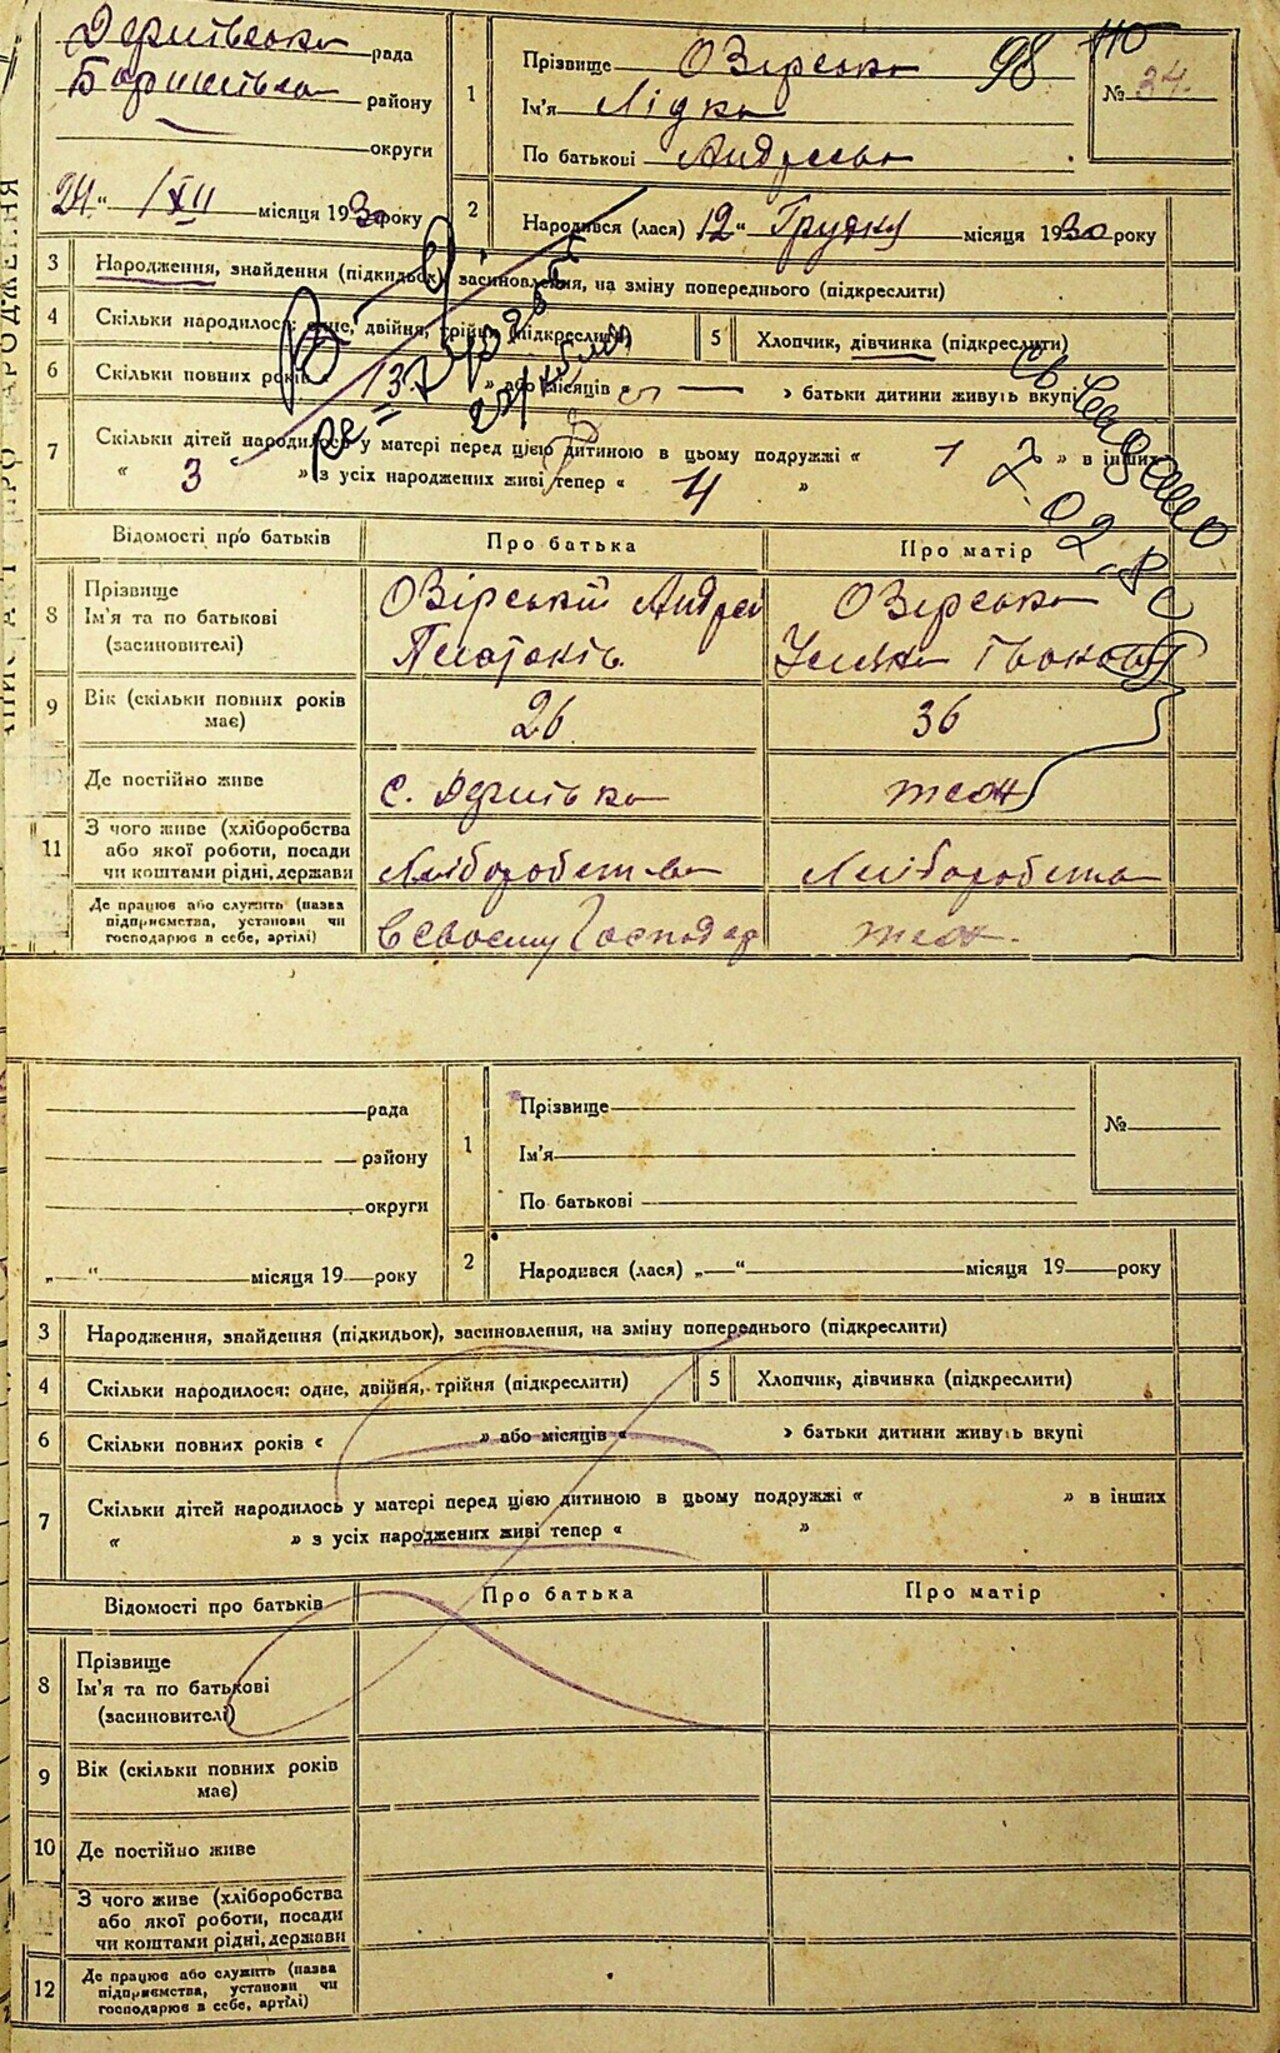 рада
району
округи
24 " XII місяця 1930 року
1
Прізвище Озірська
Ім'я Лідка
По батькові
98
110
№ 34.
2
Народився (лася) 12 " Грудня місяця 1930 року
3 Народження, знайдення (підкидьок), засиновлення, на зміну попереднього (підкреслити)
4 Скільки народилося: одне, двійня, трійня (підкреслити)
5 Хлопчик, дівчинка (підкреслити)
6 Скільки повних років « » або місяців « — » батьки дитини живуть вкупі
7 Скільки дітей народилось у матері перед цією дитиною в цьому подружжі « 1 » в інших
« 3 » з усіх народжених живі тепер « 4 »
Відомості про батьків
Про батька
Про матір
8 Прізвище
Ім'я та по батькові
(засиновителі)
Озірський Андрей
Озірська
9 Вік (скільки повних років
має)
26
36
10 Де постійно живе
с.
теж
11 З чого живе (хліборобства
або якої роботи, посади
чи коштами рідні, держави
Хліборобства
Хліборобства
Де працює або служить (назва
підприємства, установи чи
господарює в себе, артілі)
в своєму Господар
теж.
рада
району
округи
„ “ місяця 19 року
1
Прізвище
Ім'я
По батькові
№
2
Народився (лася) „ “ місяця 19 року
3 Народження, знайдення (підкидьок), засиновлення, на зміну попереднього (підкреслити)
4 Скільки народилося: одне, двійня, трійня (підкреслити)
5 Хлопчик, дівчинка (підкреслити)
6 Скільки повних років « » або місяців « » батьки дитини живуть вкупі
7 Скільки дітей народилось у матері перед цією дитиною в цьому подружжі « » в інших
« » з усіх народжених живі тепер « »
Відомості про батьків
Про батька
Про матір
8 Прізвище
Ім'я та по батькові
(засиновителі)
9 Вік (скільки повних років
має)
10 Де постійно живе
З чого живе (хліборобства
або якої роботи, посади
чи коштами рідні, держави
12 Де працює або служить (назва
підприємства, установи чи
господарює в себе, артілі)